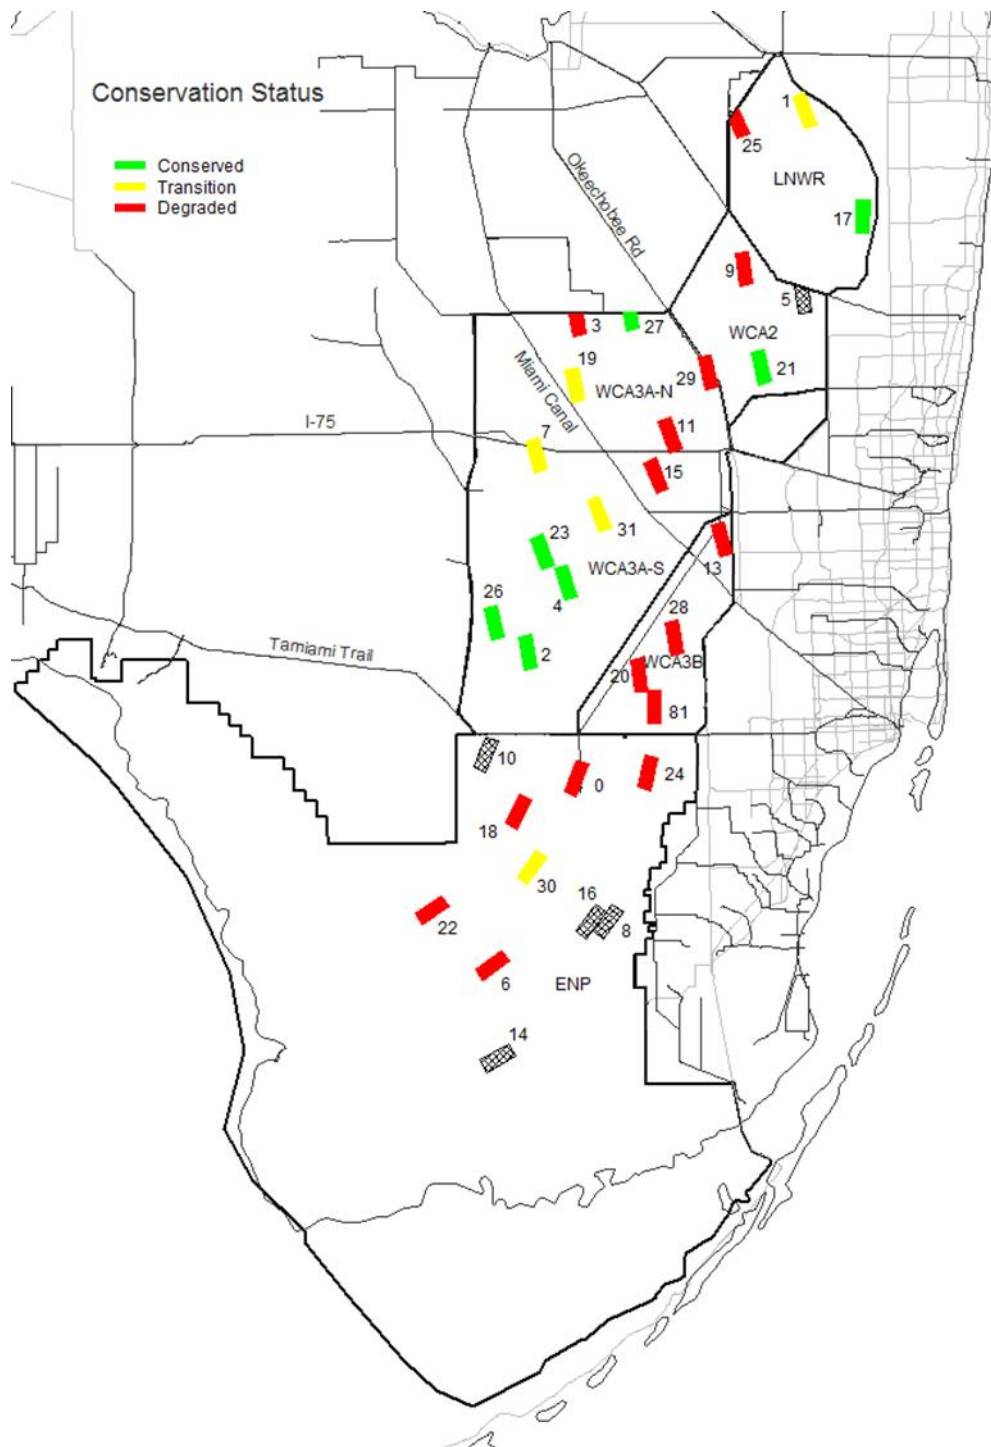 Conservation Status
Conserved
Transition
Degraded
1
25
LNWR
17
Okeechobee Rd
9
5
3
27
WCA2
19
Miami Canal
WCA3A-N
29
21
I-75
7
11
15
31
23
WCA3A-S
13
4
26
28
2
Tamiami Trail
WCA3B
20
81
10
0
24
18
30
16
8
22
6
ENP
14